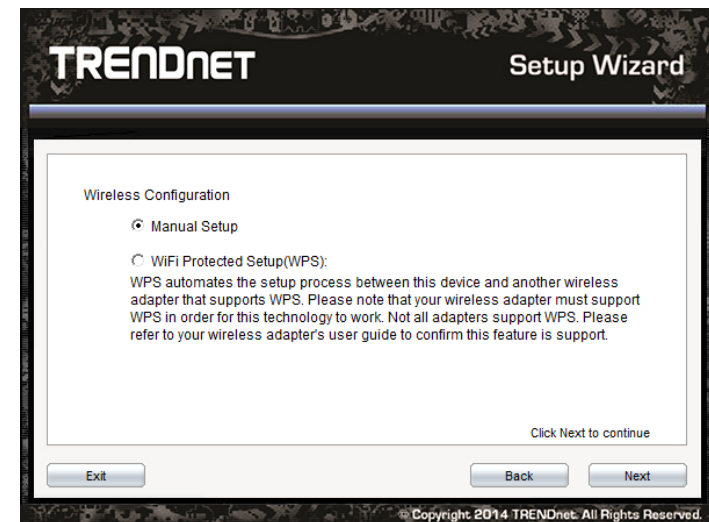 TRENDNET
Setup Wizard
Wireless Configuration
Manual Setup
WiFi Protected Setup(WPS):
WPS automates the setup process between this device and another wireless
adapter that supports WPS. Please note that your wireless adapter must support
WPS in order for this technology to work. Not all adapters support WPS. Please
refer to your wireless adapter's user guide to confirm this feature is support.
Click Next to continue
Exit
Back
Next
© Copyright 2014 TRENDnet. All Rights Reserved.